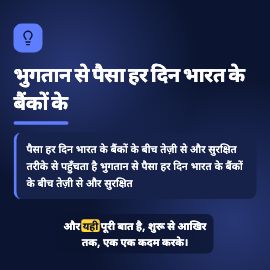 भुगतान से पैसा हर दिन भारत के
बैंकों के
पैसा हर दिन भारत के बैंकों के बीच तेज़ी से और सुरक्षित
तरीके से पहुँचता है भुगतान से पैसा हर दिन भारत के बैंकों
के बीच तेज़ी से और सुरक्षित
और यही पूरी बात है, शुरू से आखिर
तक, एक एक कदम करके।